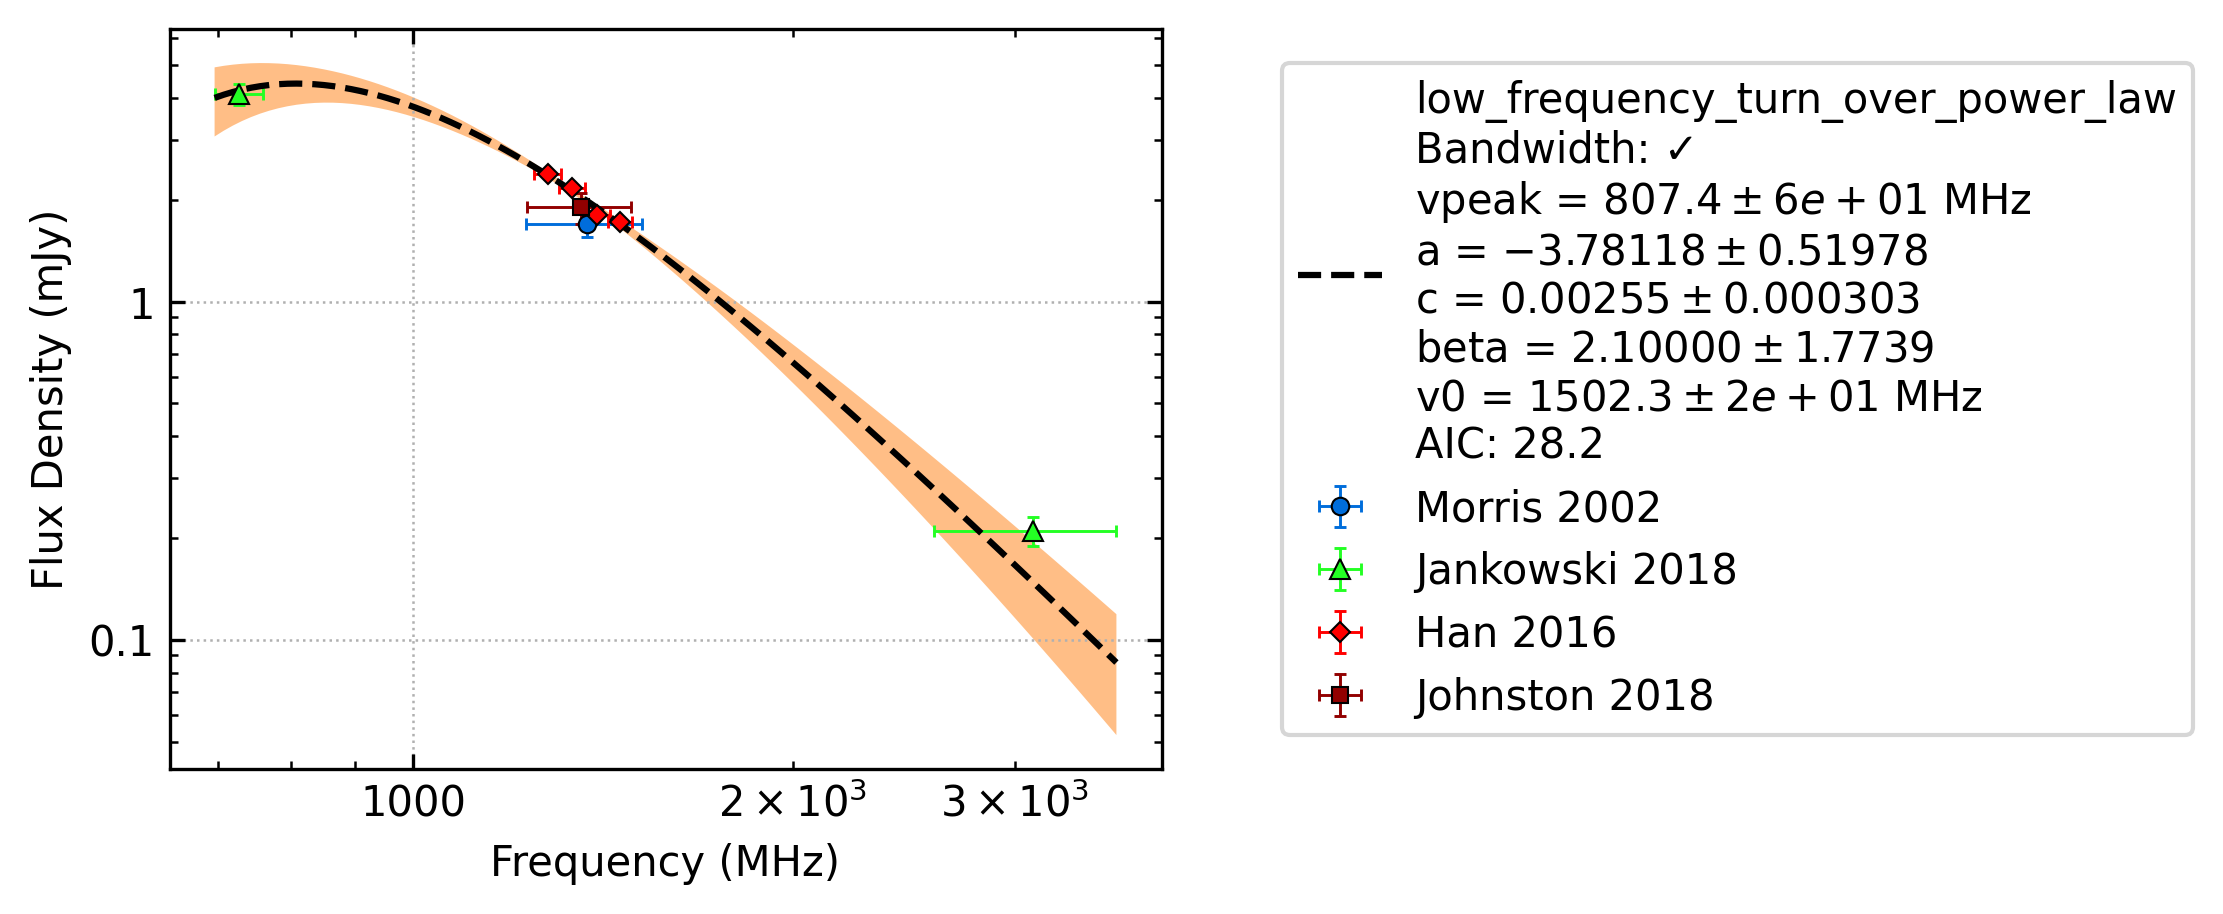 Flux Density (mJy)
1
0.1
1000
2 × 10³
3 × 10³
Frequency (MHz)
low_frequency_turn_over_power_law
Bandwidth: ✓
vpeak = 807.4 ± 6e + 01 MHz
a = −3.78118 ± 0.51978
c = 0.00255 ± 0.000303
beta = 2.10000 ± 1.7739
v0 = 1502.3 ± 2e + 01 MHz
AIC: 28.2
Morris 2002
Jankowski 2018
Han 2016
Johnston 2018